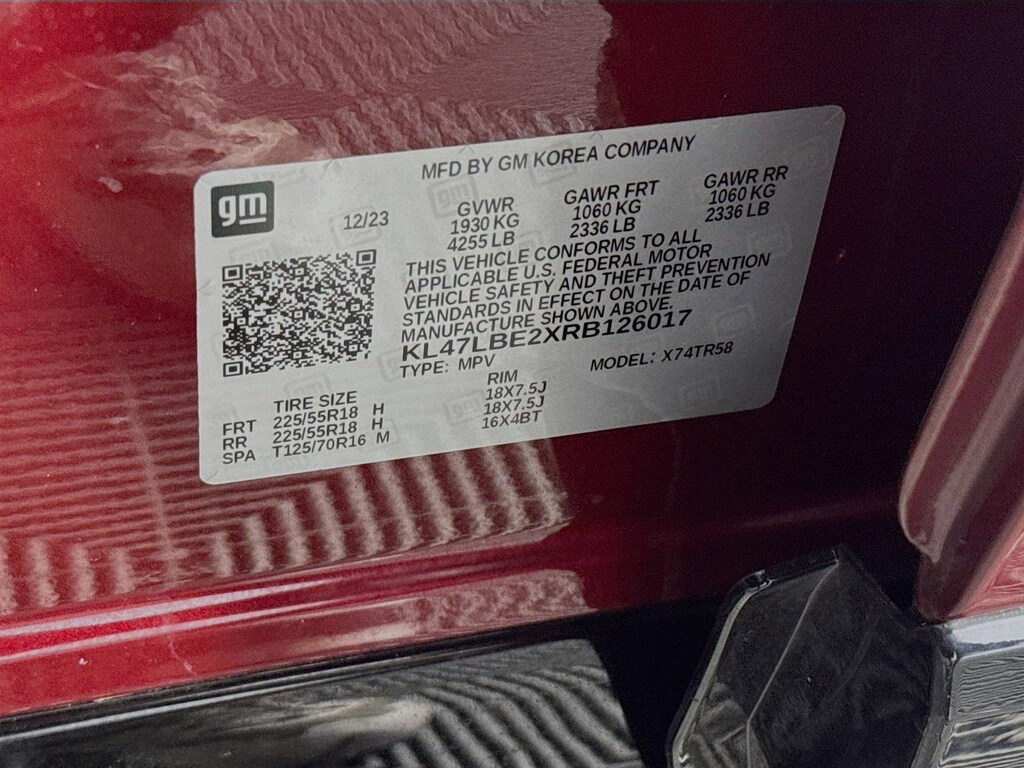 MFD BY GM KOREA COMPANY
gm
12/23
GVWR GAWR FRT GAWR RR
1930 KG 1060 KG 1060 KG
4255 LB 2336 LB 2336 LB
THIS VEHICLE CONFORMS TO ALL
APPLICABLE U.S. FEDERAL MOTOR
VEHICLE SAFETY AND THEFT PREVENTION
STANDARDS IN EFFECT ON THE DATE OF
MANUFACTURE SHOWN ABOVE.
KL47LBE2XRB126017
TYPE: MPV MODEL: X74TR58
TIRE SIZE RIM
FRT 225/55R18 H 18X7.5J
RR 225/55R18 H 18X7.5J
SPA T125/70R16 M 16X4BT